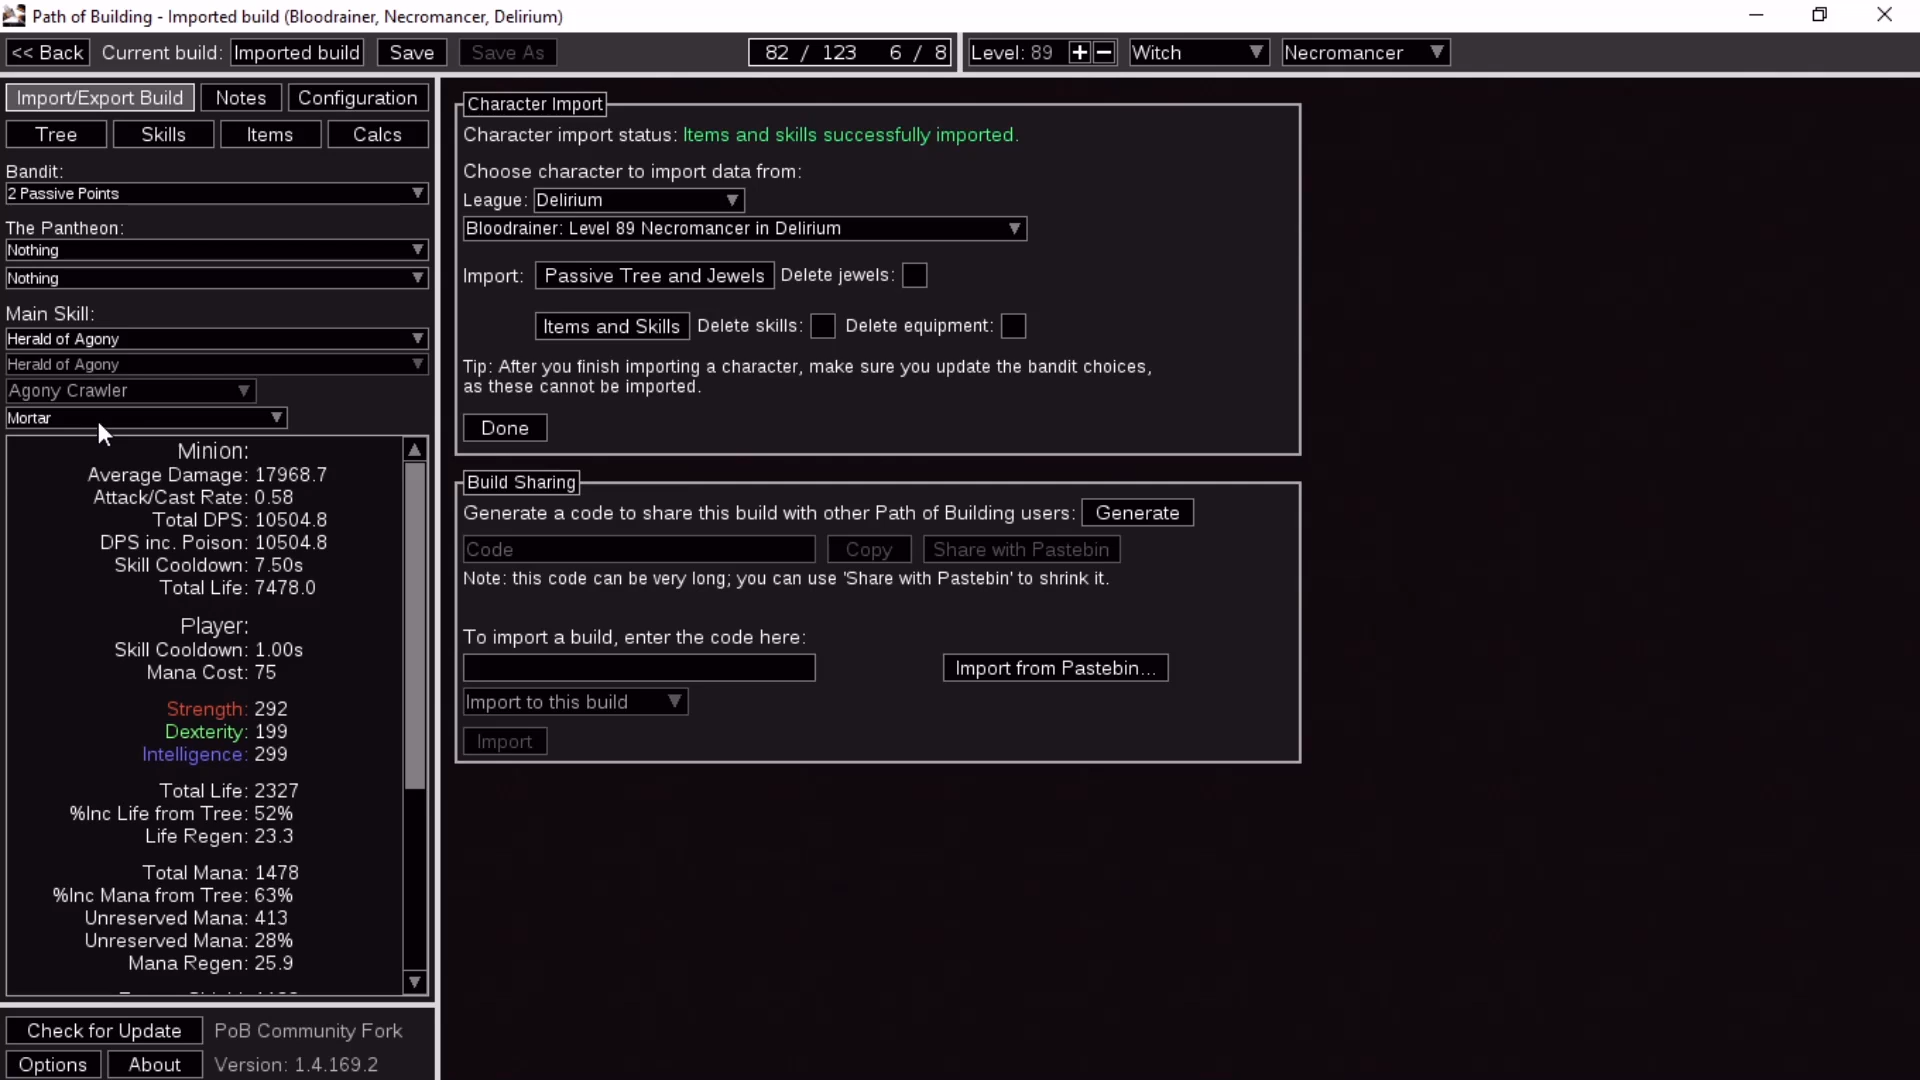 Path of Building - Imported build (Bloodrainer, Necromancer, Delirium)
<< Back Current build: Imported build Save Save As 82 / 123 6 / 8 Level: 89 + − Witch Necromancer
Import/Export Build Notes Configuration
Tree Skills Items Calcs
Bandit:
2 Passive Points
The Pantheon:
Nothing
Nothing
Main Skill:
Herald of Agony
Herald of Agony
Agony Crawler
Mortar
Minion:
Average Damage: 17968.7
Attack/Cast Rate: 0.58
Total DPS: 10504.8
DPS inc. Poison: 10504.8
Skill Cooldown: 7.50s
Total Life: 7478.0
Player:
Skill Cooldown: 1.00s
Mana Cost: 75
Strength: 292
Dexterity: 199
Intelligence: 299
Total Life: 2327
%Inc Life from Tree: 52%
Life Regen: 23.3
Total Mana: 1478
%Inc Mana from Tree: 63%
Unreserved Mana: 413
Unreserved Mana: 28%
Mana Regen: 25.9
Check for Update PoB Community Fork
Options About Version: 1.4.169.2
Character Import
Character import status: Items and skills successfully imported.
Choose character to import data from:
League: Delirium
Bloodrainer: Level 89 Necromancer in Delirium
Import: Passive Tree and Jewels Delete jewels:
Items and Skills Delete skills: Delete equipment:
Tip: After you finish importing a character, make sure you update the bandit choices,
as these cannot be imported.
Done
Build Sharing
Generate a code to share this build with other Path of Building users: Generate
Code Copy Share with Pastebin
Note: this code can be very long; you can use 'Share with Pastebin' to shrink it.
To import a build, enter the code here:
Import from Pastebin...
Import to this build
Import